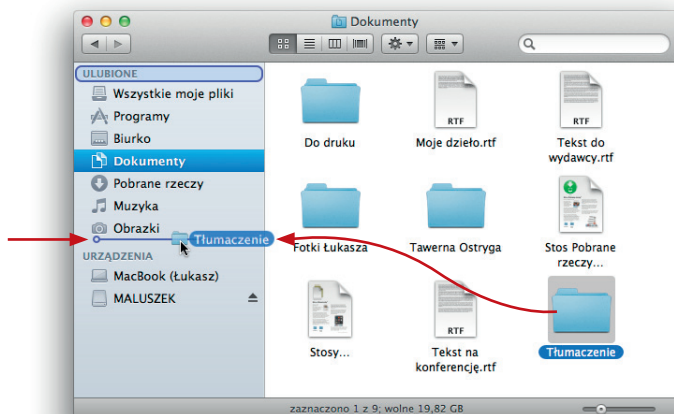 Dokumenty
ULUBIONE
Wszystkie moje pliki
Programy
Biurko
Dokumenty
Pobrane rzeczy
Muzyka
Obrazki
Tłumaczenie
URZĄDZENIA
MacBook (Łukasz)
MALUSZEK
Do druku
RTF
Moje dzieło.rtf
RTF
Tekst do
wydawcy.rtf
Fotki Łukasza
Tawerna Ostryga
Stos Pobrane
rzeczy...
Stosy...
RTF
Tekst na
konferencję.rtf
Tłumaczenie
zaznaczono 1 z 9; wolne 19,82 GB